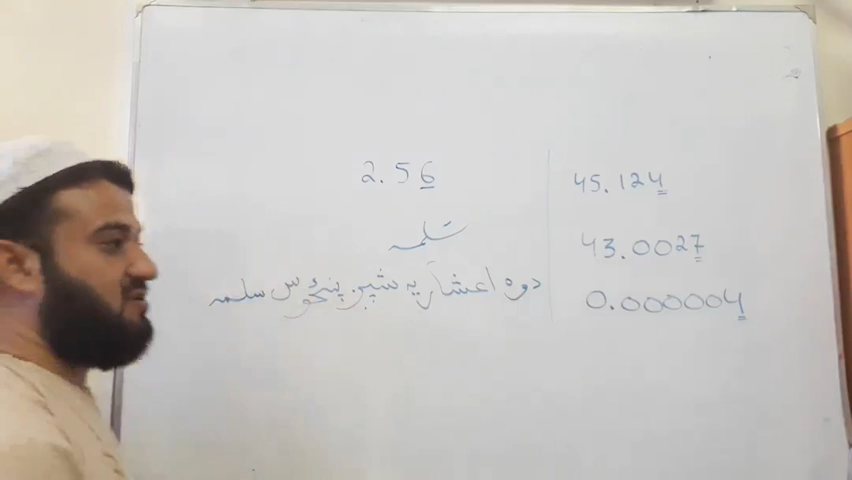 2.56
سلمه
دوه اعشاریه شپږ پنځوس سلمه
45.124
43.0027
0.000004